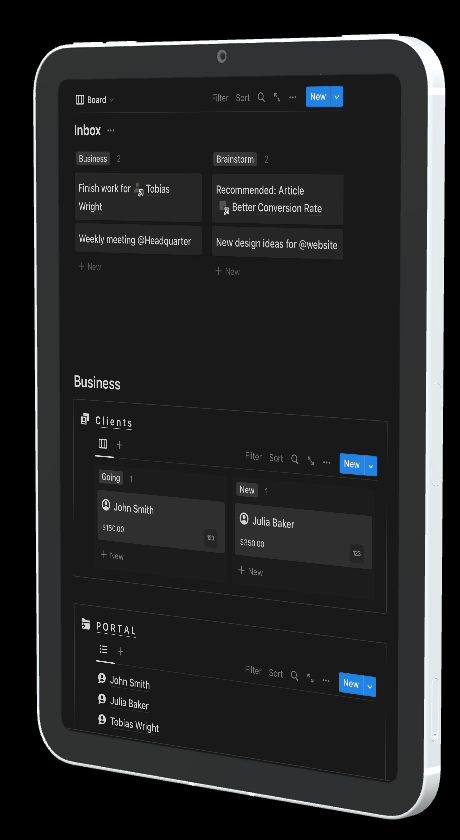 Board
Filter Sort New
Inbox
Business 2
Brainstorm 2
Finish work for Tobias
Wright
Recommended: Article
Better Conversion Rate
Weekly meeting @Headquarter
New design ideas for @website
+ New
+ New
Business
Clients
+
Filter Sort New
Going 1
New 1
John Smith
$150.00
123
Julia Baker
$350.00
123
+ New
+ New
PORTAL
+
Filter Sort New
John Smith
Julia Baker
Tobias Wright